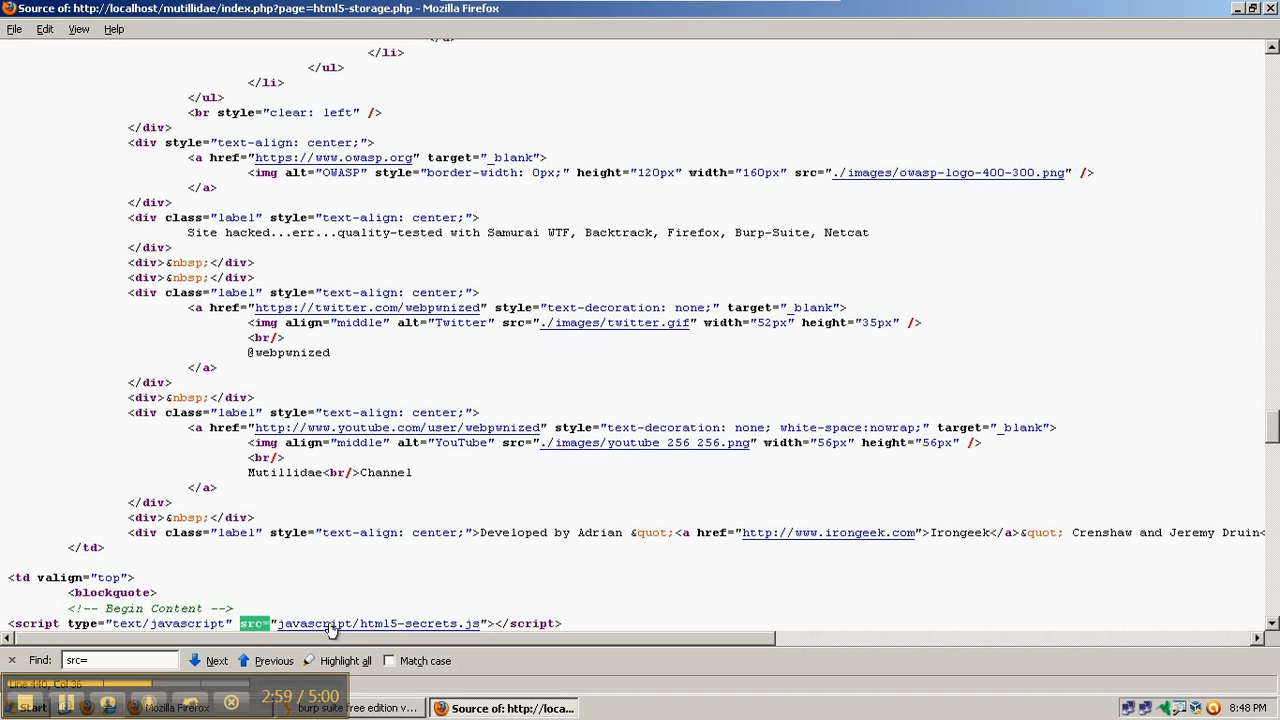 Source of: http://localhost/mutillidae/index.php?page=html5-storage.php - Mozilla Firefox
File Edit View Help
</li>
</ul>
</li>
</ul>
<br style="clear: left" />
</div>
<div style="text-align: center;">
<a href="https://www.owasp.org" target="_blank">
<img alt="OWASP" style="border-width: 0px;" height="120px" width="160px" src="./images/owasp-logo-400-300.png" />
</a>
</div>
<div class="label" style="text-align: center;">
Site hacked...err...quality-tested with Samurai WTF, Backtrack, Firefox, Burp-Suite, Netcat
</div>
<div>&nbsp;</div>
<div>&nbsp;</div>
<div class="label" style="text-align: center;">
<a href="https://twitter.com/webpwnized" style="text-decoration: none;" target="_blank">
<img align="middle" alt="Twitter" src="./images/twitter.gif" width="52px" height="35px" />
<br/>
@webpwnized
</a>
</div>
<div>&nbsp;</div>
<div class="label" style="text-align: center;">
<a href="http://www.youtube.com/user/webpwnized" style="text-decoration: none; white-space:nowrap;" target="_blank">
<img align="middle" alt="YouTube" src="./images/youtube_256_256.png" width="56px" height="56px" />
<br/>
Mutillidae<br/>Channel
</a>
</div>
<div>&nbsp;</div>
<div class="label" style="text-align: center;">Developed by Adrian &quot;<a href="http://www.irongeek.com">Irongeek</a>&quot; Crenshaw and Jeremy Druin<
</td>
<td valign="top">
<blockquote>
<!-- Begin Content -->
<script type="text/javascript" src="javascript/html5-secrets.js"></script>
Find: src= Next Previous Highlight all Match case
Line 440, Col 36
2:59 / 5:00
Start Mozilla Firefox burp suite free edition v... Source of: http://loca... 8:48 PM